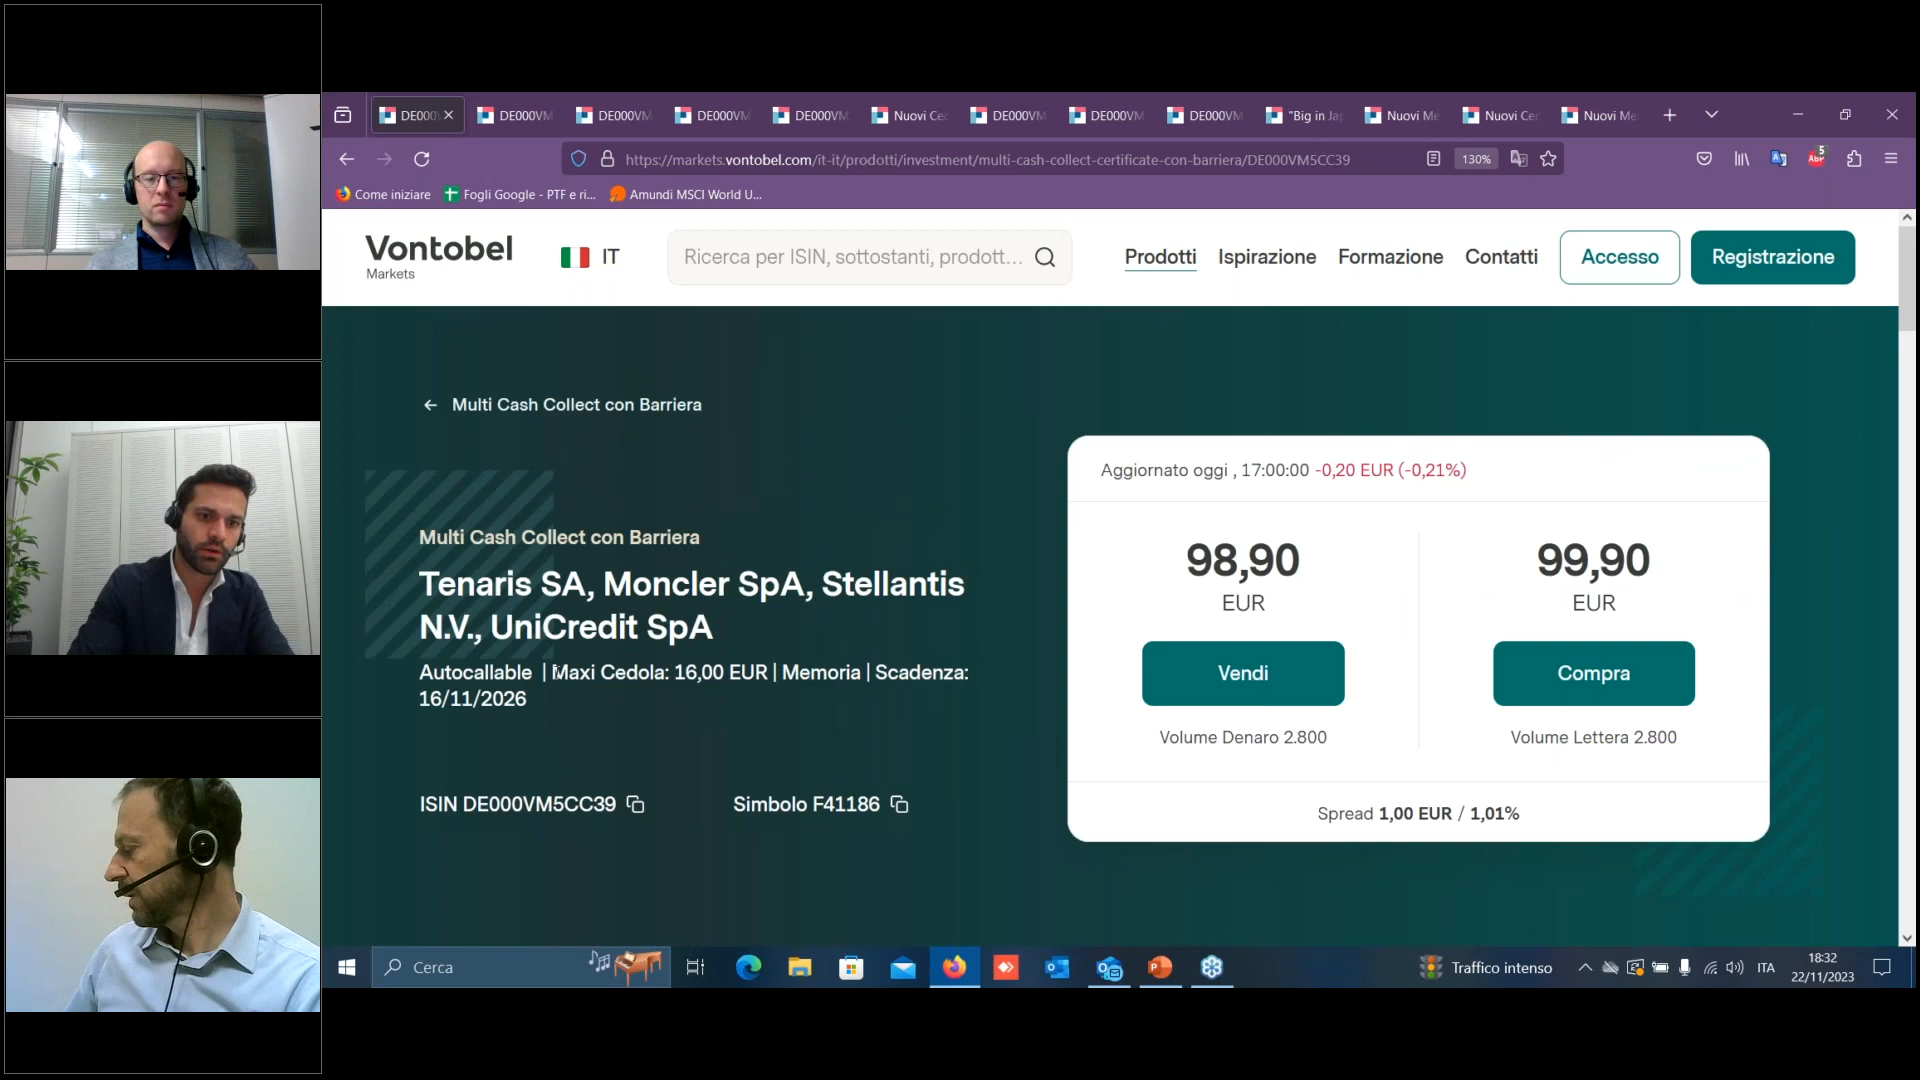 DE000
DE000VM
DE000VM
DE000VM
DE000VM
Nuovi Ce
DE000VM
DE000VM
DE000VM
"Big in Ja
Nuovi Me
Nuovi Ce
Nuovi Me
https://markets.vontobel.com/it-it/prodotti/investment/multi-cash-collect-certificate-con-barriera/DE000VM5CC39
130%
5
Come iniziare
Fogli Google - PTF e ri...
Amundi MSCI World U...
Vontobel
Markets
IT
Ricerca per ISIN, sottostanti, prodott...
Prodotti
Ispirazione
Formazione
Contatti
Accesso
Registrazione
Multi Cash Collect con Barriera
Aggiornato oggi , 17:00:00 -0,20 EUR (-0,21%)
Multi Cash Collect con Barriera
Tenaris SA, Moncler SpA, Stellantis
N.V., UniCredit SpA
Autocallable | Maxi Cedola: 16,00 EUR | Memoria | Scadenza:
16/11/2026
98,90
EUR
Vendi
Volume Denaro 2.800
99,90
EUR
Compra
Volume Lettera 2.800
ISIN DE000VM5CC39
Simbolo F41186
Spread 1,00 EUR / 1,01%
Cerca
Traffico intenso
ITA
18:32
22/11/2023